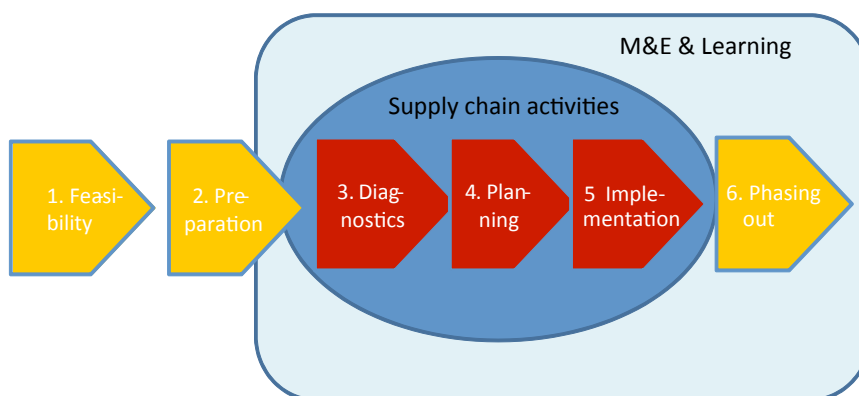 M&E & Learning
Supply chain activities
1. Feasi-
bility
2. Pre-
paration
3. Diag-
nostics
4. Plan-
ning
5 Imple-
mentation
6. Phasing
out